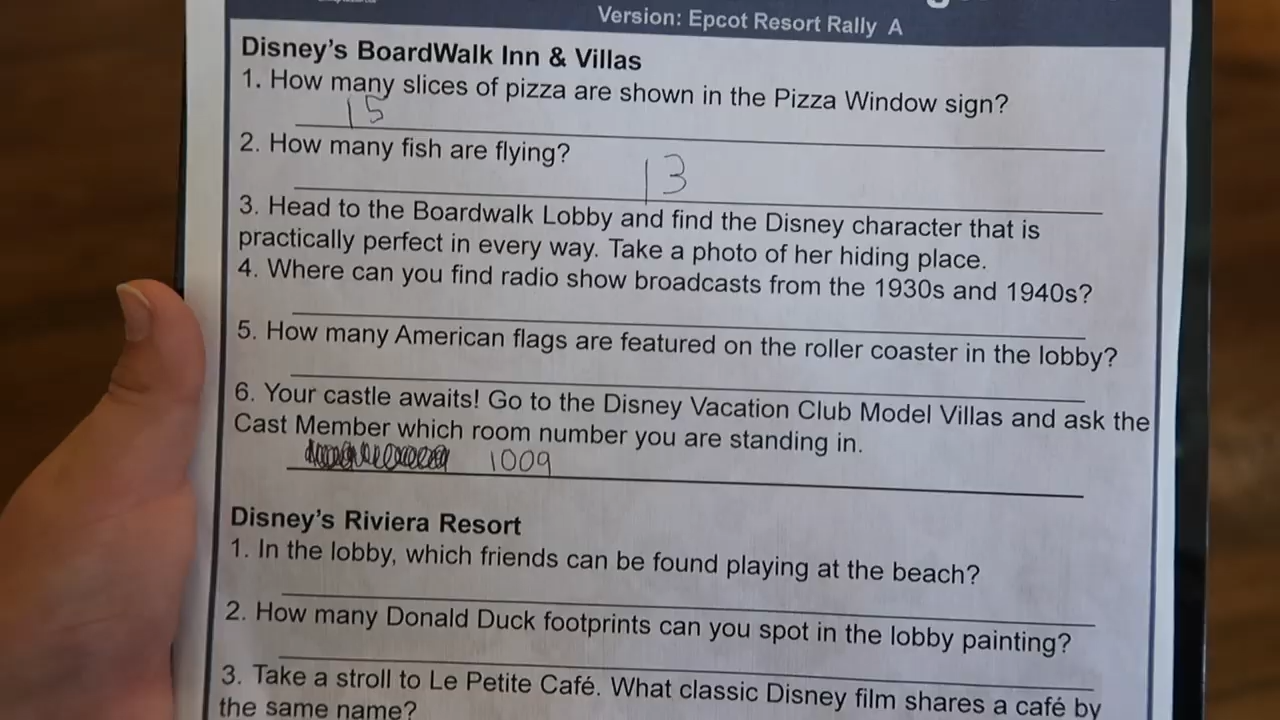 Version: Epcot Resort Rally A
Disney's BoardWalk Inn & Villas
1. How many slices of pizza are shown in the Pizza Window sign?
15
2. How many fish are flying?
13
3. Head to the Boardwalk Lobby and find the Disney character that is
practically perfect in every way. Take a photo of her hiding place.
4. Where can you find radio show broadcasts from the 1930s and 1940s?
5. How many American flags are featured on the roller coaster in the lobby?
6. Your castle awaits! Go to the Disney Vacation Club Model Villas and ask the
Cast Member which room number you are standing in.
1009
Disney's Riviera Resort
1. In the lobby, which friends can be found playing at the beach?
2. How many Donald Duck footprints can you spot in the lobby painting?
3. Take a stroll to Le Petite Café. What classic Disney film shares a café by
the same name?